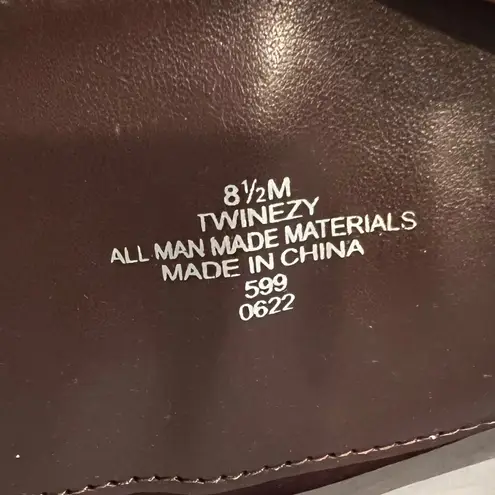 8½M
TWINEZY
ALL MAN MADE MATERIALS
MADE IN CHINA
599
0622